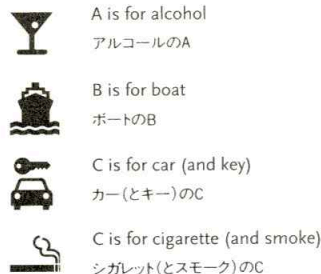 A is for alcohol
アルコールのA
B is for boat
ボートのB
C is for car (and key)
カー(とキー)のC
C is for cigarette (and smoke)
シガレット(とスモーク)のC